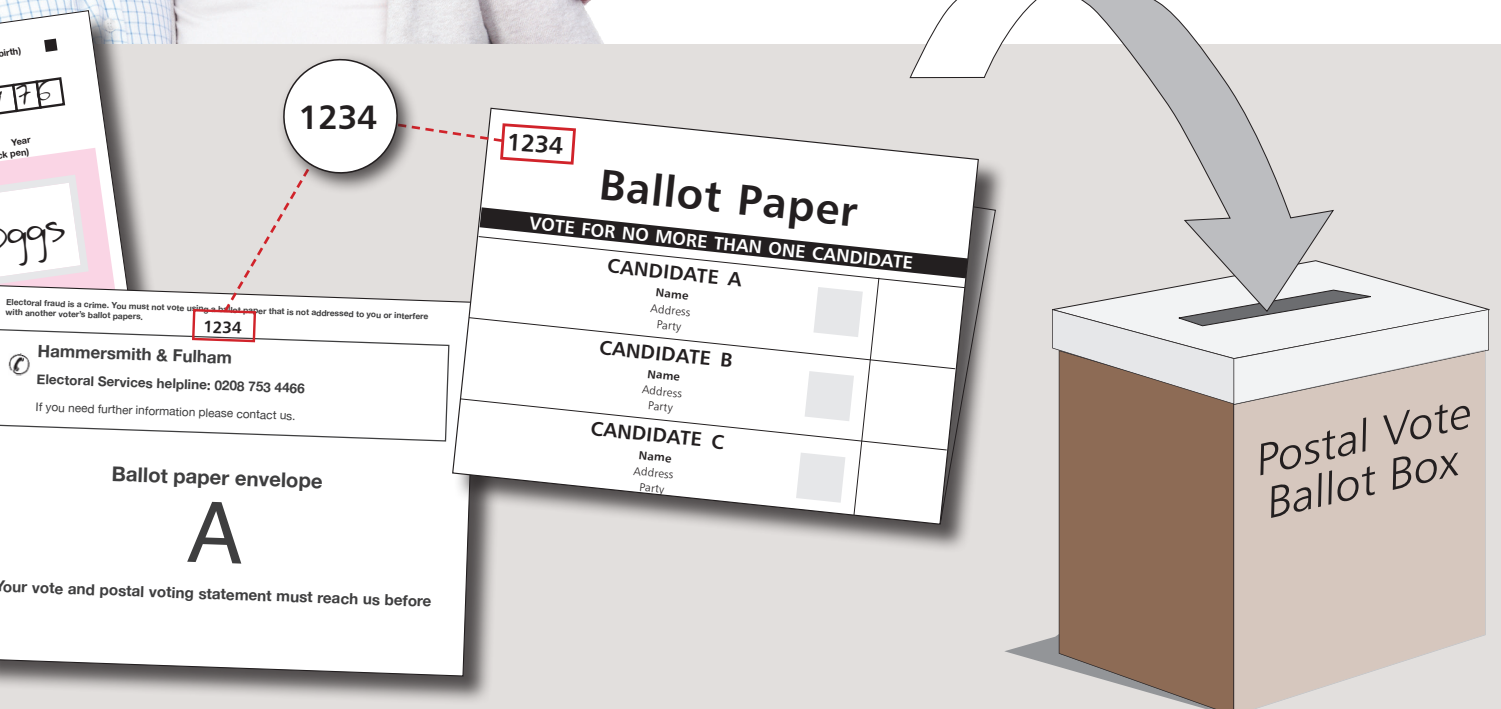 birth)
76
Year
ck pen)
oggs
1234
1234
Ballot Paper
VOTE FOR NO MORE THAN ONE CANDIDATE
CANDIDATE A
Name
Address
Party
CANDIDATE B
Name
Address
Party
CANDIDATE C
Name
Address
Party
Electoral fraud is a crime. You must not vote using a ballot paper that is not addressed to you or interfere
with another voter's ballot papers.
1234
Hammersmith & Fulham
Electoral Services helpline: 0208 753 4466
If you need further information please contact us.
Ballot paper envelope
A
Your vote and postal voting statement must reach us before
Postal Vote
Ballot Box